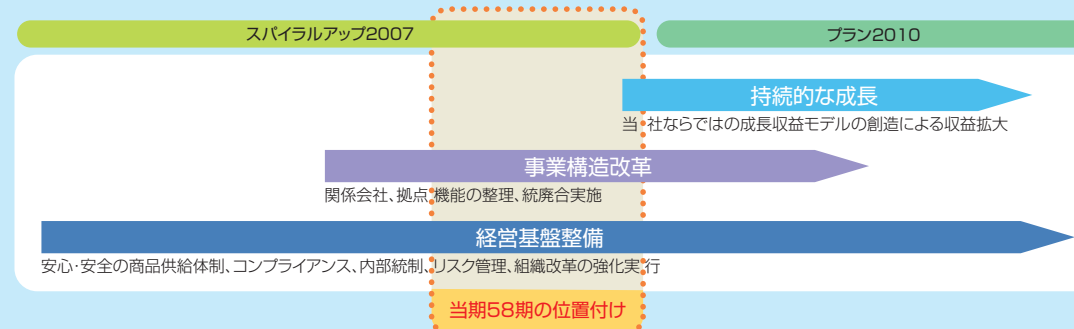 スパイラルアップ2007
プラン2010
持続的な成長
当社ならではの成長収益モデルの創造による収益拡大
事業構造改革
関係会社、拠点機能の整理、統廃合実施
経営基盤整備
安心・安全の商品供給体制、コンプライアンス、内部統制、リスク管理、組織改革の強化実行
当期58期の位置付け